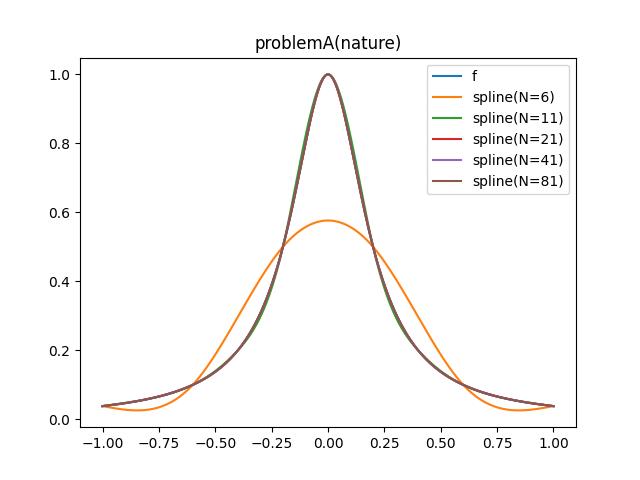 problemA(nature)
1.0
0.8
0.6
0.4
0.2
0.0
f
spline(N=6)
spline(N=11)
spline(N=21)
spline(N=41)
spline(N=81)
−1.00 −0.75 −0.50 −0.25 0.00 0.25 0.50 0.75 1.00